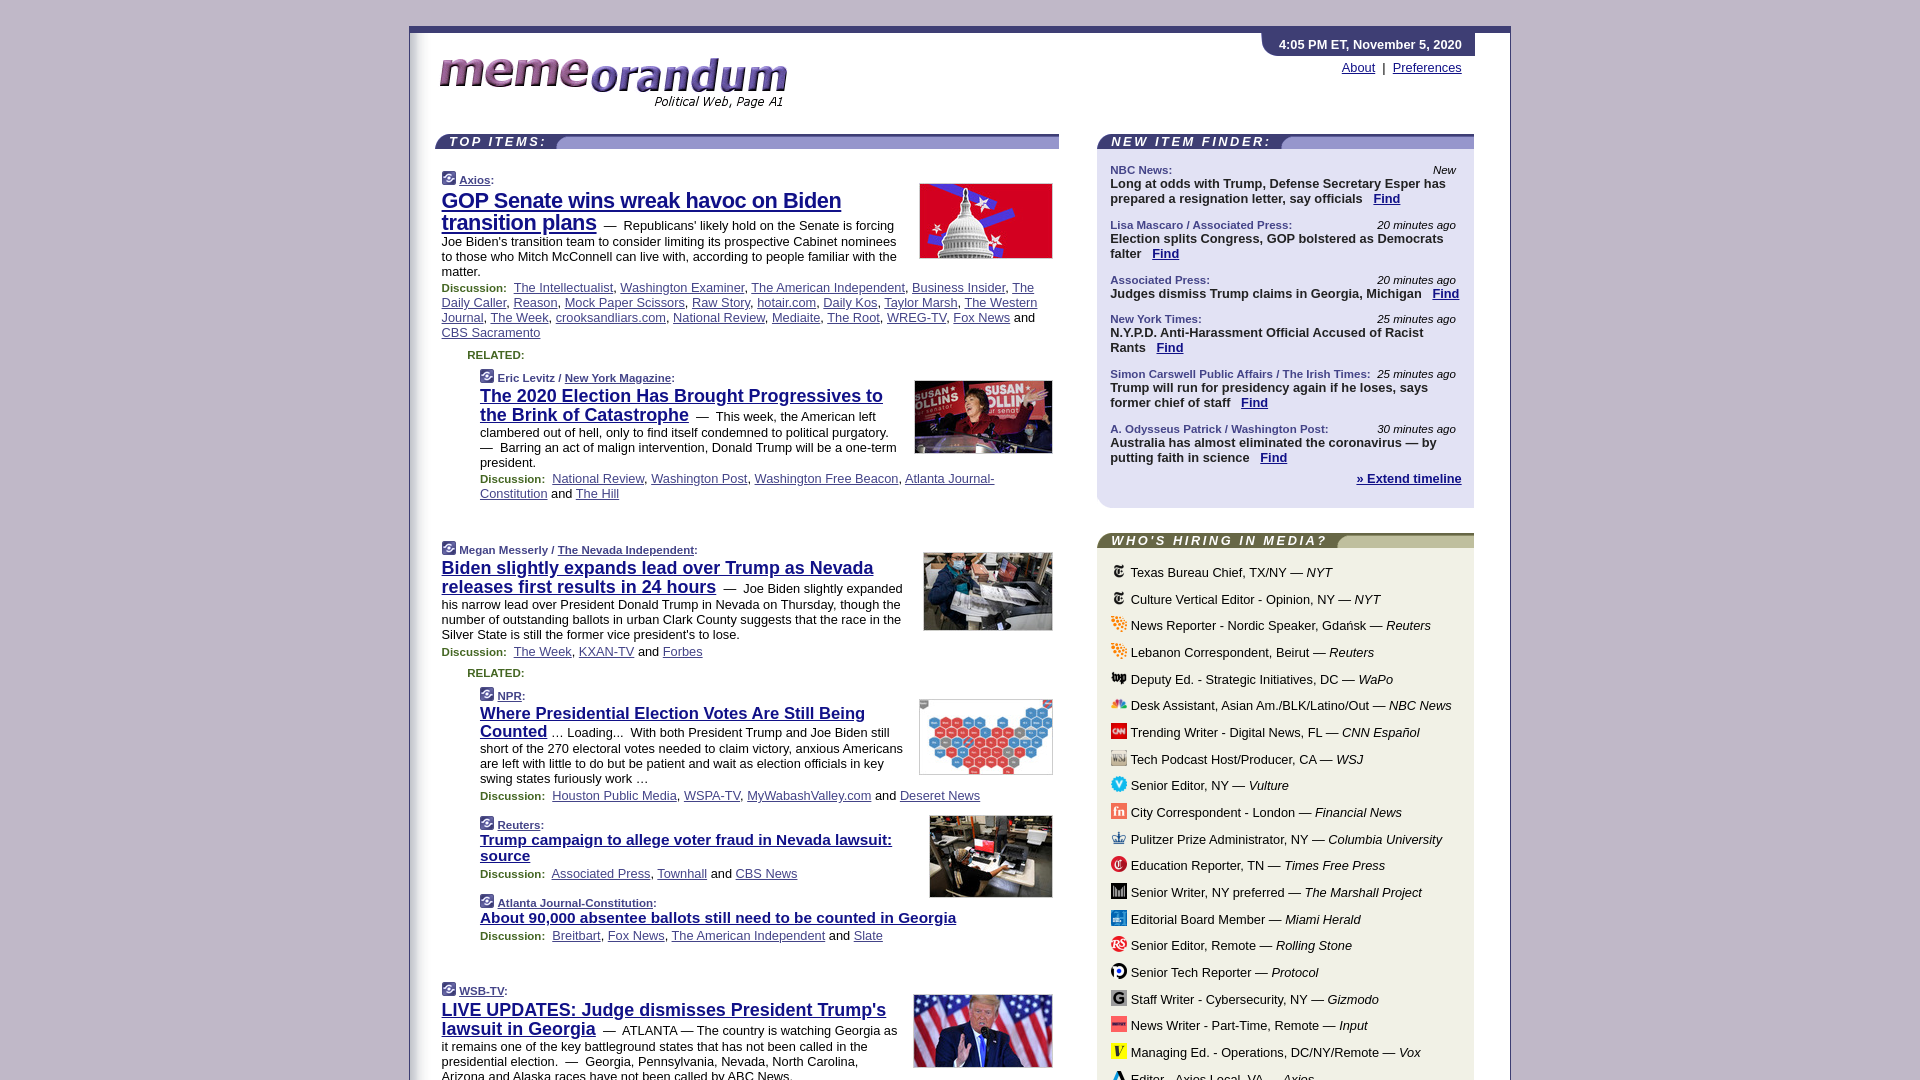 4:05 PM ET, November 5, 2020
memeorandum
Political Web, Page A1
About | Preferences
TOP ITEMS:
Axios:
GOP Senate wins wreak havoc on Biden
transition plans — Republicans' likely hold on the Senate is forcing
Joe Biden's transition team to consider limiting its prospective Cabinet nominees
to those who Mitch McConnell can live with, according to people familiar with the
matter.
Discussion: The Intellectualist, Washington Examiner, The American Independent, Business Insider, The
Daily Caller, Reason, Mock Paper Scissors, Raw Story, hotair.com, Daily Kos, Taylor Marsh, The Western
Journal, The Week, crooksandliars.com, National Review, Mediaite, The Root, WREG-TV, Fox News and
CBS Sacramento
RELATED:
Eric Levitz / New York Magazine:
The 2020 Election Has Brought Progressives to
the Brink of Catastrophe — This week, the American left
clambered out of hell, only to find itself condemned to political purgatory.
— Barring an act of malign intervention, Donald Trump will be a one-term
president.
Discussion: National Review, Washington Post, Washington Free Beacon, Atlanta Journal-
Constitution and The Hill
Megan Messerly / The Nevada Independent:
Biden slightly expands lead over Trump as Nevada
releases first results in 24 hours — Joe Biden slightly expanded
his narrow lead over President Donald Trump in Nevada on Thursday, though the
number of outstanding ballots in urban Clark County suggests that the race in the
Silver State is still the former vice president's to lose.
Discussion: The Week, KXAN-TV and Forbes
RELATED:
NPR:
Where Presidential Election Votes Are Still Being
Counted … Loading... With both President Trump and Joe Biden still
short of the 270 electoral votes needed to claim victory, anxious Americans
are left with little to do but be patient and wait as election officials in key
swing states furiously work …
Discussion: Houston Public Media, WSPA-TV, MyWabashValley.com and Deseret News
Reuters:
Trump campaign to allege voter fraud in Nevada lawsuit:
source
Discussion: Associated Press, Townhall and CBS News
Atlanta Journal-Constitution:
About 90,000 absentee ballots still need to be counted in Georgia
Discussion: Breitbart, Fox News, The American Independent and Slate
WSB-TV:
LIVE UPDATES: Judge dismisses President Trump's
lawsuit in Georgia — ATLANTA — The country is watching Georgia as
it remains one of the key battleground states that has not been called in the
presidential election. — Georgia, Pennsylvania, Nevada, North Carolina,
Arizona and Alaska races have not been called by ABC News.
NEW ITEM FINDER:
NBC News: New
Long at odds with Trump, Defense Secretary Esper has
prepared a resignation letter, say officials Find
Lisa Mascaro / Associated Press: 20 minutes ago
Election splits Congress, GOP bolstered as Democrats
falter Find
Associated Press: 20 minutes ago
Judges dismiss Trump claims in Georgia, Michigan Find
New York Times: 25 minutes ago
N.Y.P.D. Anti-Harassment Official Accused of Racist
Rants Find
Simon Carswell Public Affairs / The Irish Times: 25 minutes ago
Trump will run for presidency again if he loses, says
former chief of staff Find
A. Odysseus Patrick / Washington Post: 30 minutes ago
Australia has almost eliminated the coronavirus — by
putting faith in science Find
» Extend timeline
WHO'S HIRING IN MEDIA?
Texas Bureau Chief, TX/NY — NYT
Culture Vertical Editor - Opinion, NY — NYT
News Reporter - Nordic Speaker, Gdańsk — Reuters
Lebanon Correspondent, Beirut — Reuters
Deputy Ed. - Strategic Initiatives, DC — WaPo
Desk Assistant, Asian Am./BLK/Latino/Out — NBC News
Trending Writer - Digital News, FL — CNN Español
Tech Podcast Host/Producer, CA — WSJ
Senior Editor, NY — Vulture
City Correspondent - London — Financial News
Pulitzer Prize Administrator, NY — Columbia University
Education Reporter, TN — Times Free Press
Senior Writer, NY preferred — The Marshall Project
Editorial Board Member — Miami Herald
Senior Editor, Remote — Rolling Stone
Senior Tech Reporter — Protocol
Staff Writer - Cybersecurity, NY — Gizmodo
News Writer - Part-Time, Remote — Input
Managing Ed. - Operations, DC/NY/Remote — Vox
Editor - Axios Local, VA — Axios